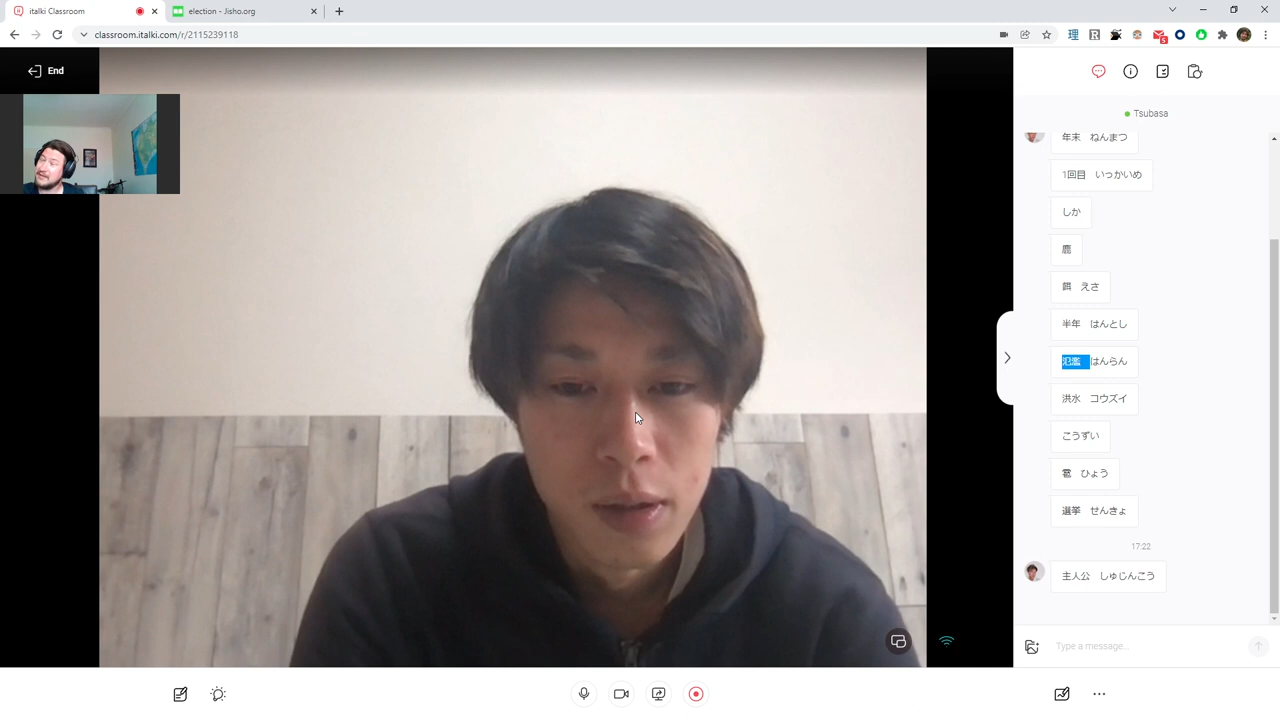 italki Classroom
election - Jisho.org
classroom.italki.com/r/2115239118
5
End
Tsubasa
年末　ねんまつ
1回目　いっかいめ
しか
鹿
餌　えさ
半年　はんとし
氾濫　はんらん
洪水　コウズイ
こうずい
雹　ひょう
選挙　せんきょ
17:22
主人公　しゅじんこう
Type a message...